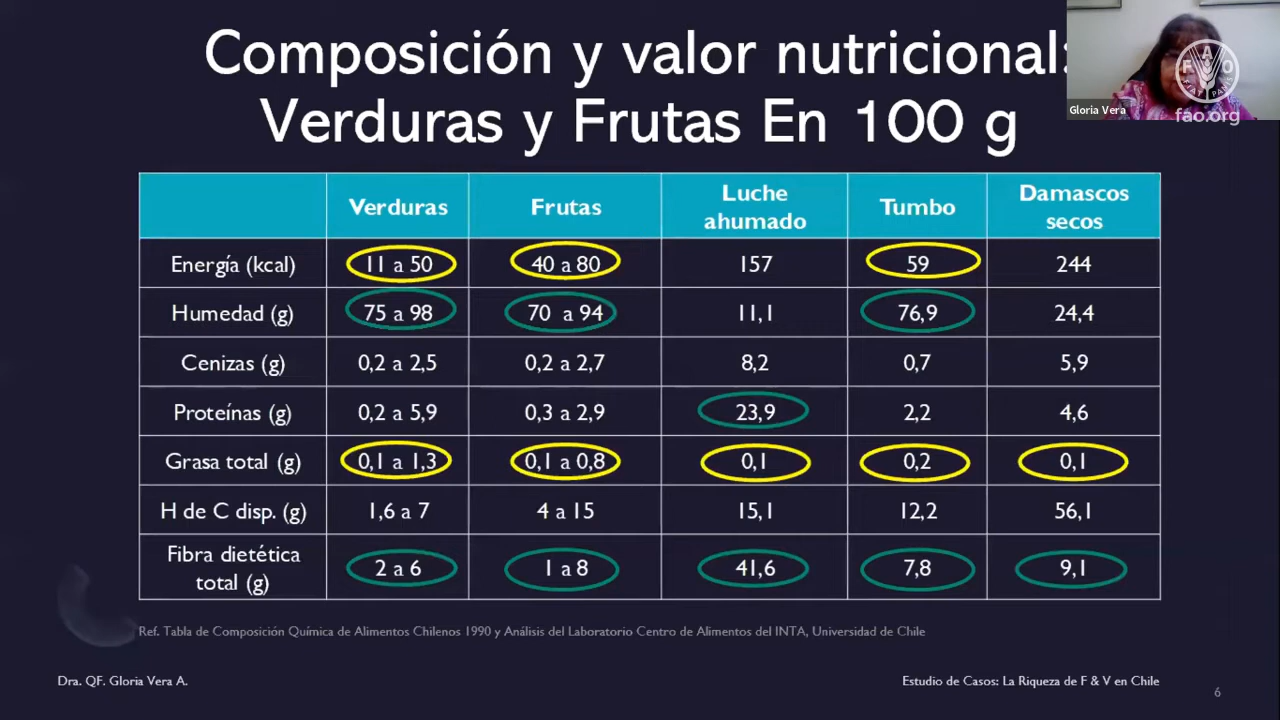 Composición y valor nutricional:
Verduras y Frutas En 100 g
Gloria Vera
F A O
FIAT PANIS
fao.org
Verduras Frutas Luche ahumado Tumbo Damascos secos
Energía (kcal) 11 a 50 40 a 80 157 59 244
Humedad (g) 75 a 98 70 a 94 11,1 76,9 24,4
Cenizas (g) 0,2 a 2,5 0,2 a 2,7 8,2 0,7 5,9
Proteínas (g) 0,2 a 5,9 0,3 a 2,9 23,9 2,2 4,6
Grasa total (g) 0,1 a 1,3 0,1 a 0,8 0,1 0,2 0,1
H de C disp. (g) 1,6 a 7 4 a 15 15,1 12,2 56,1
Fibra dietética total (g) 2 a 6 1 a 8 41,6 7,8 9,1
Ref. Tabla de Composición Química de Alimentos Chilenos 1990 y Análisis del Laboratorio Centro de Alimentos del INTA, Universidad de Chile
Dra. QF. Gloria Vera A.
Estudio de Casos: La Riqueza de F & V en Chile
6